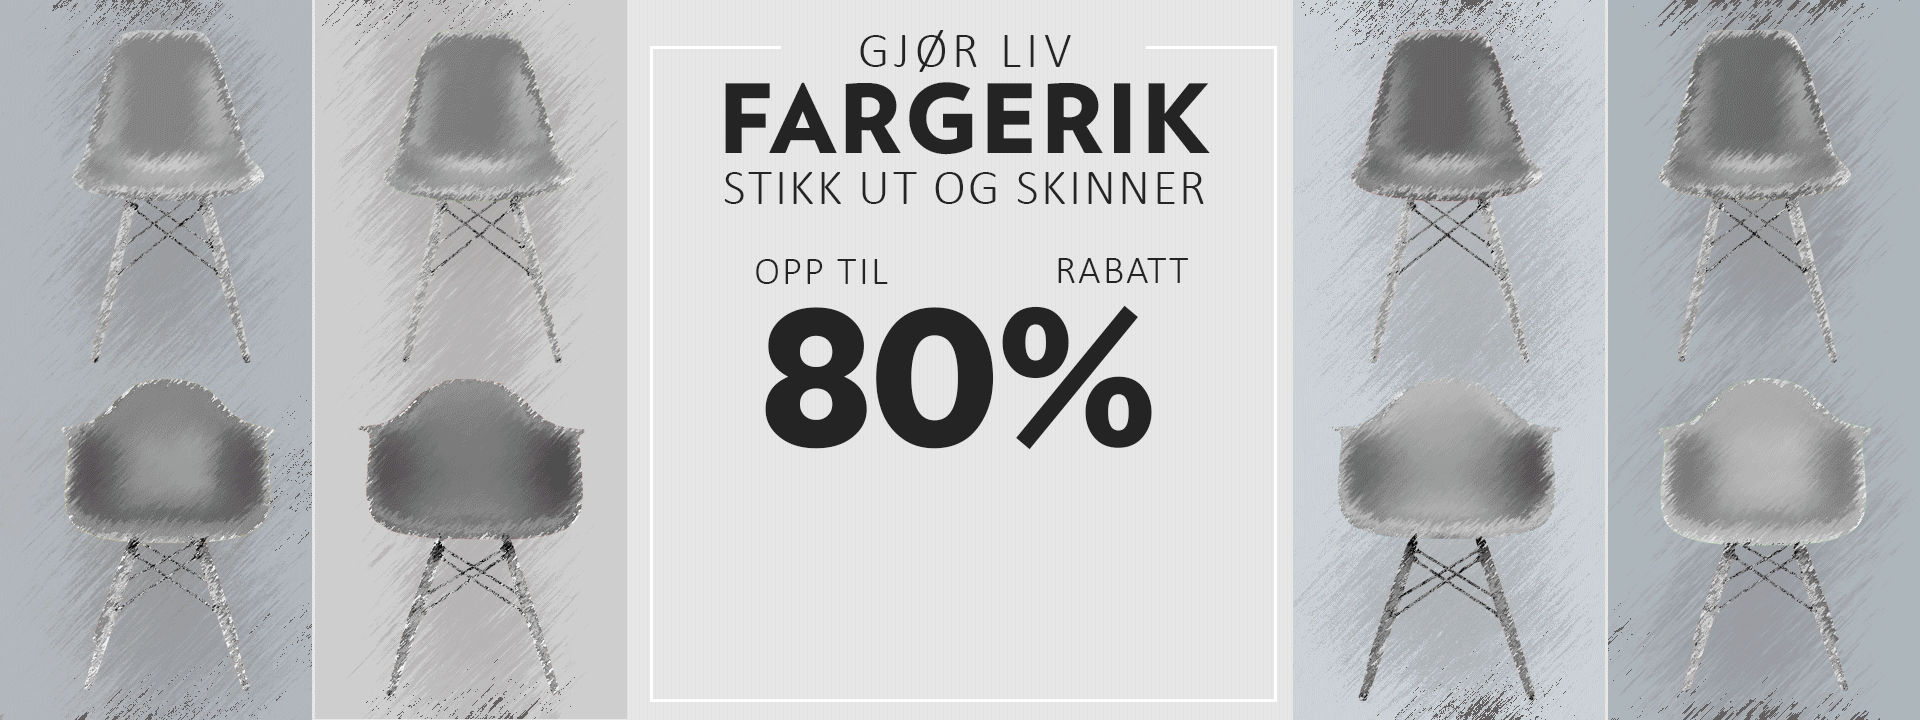 GJØR LIV
FARGERIK
STIKK UT OG SKINNER
OPP TIL RABATT
80%